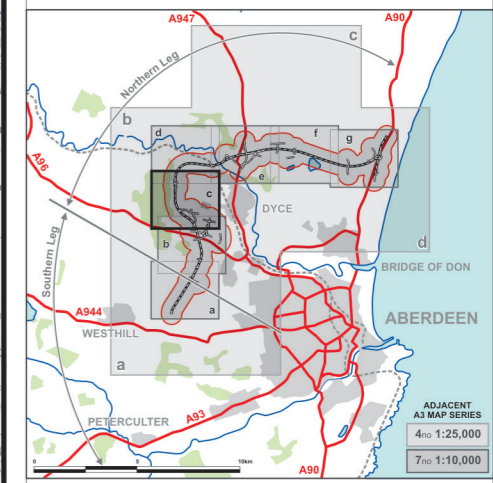 A947
A90
c
Northern Leg
b
d
f
g
A96
e
c
DYCE
b
d
Southern Leg
BRIDGE OF DON
A944
a
ABERDEEN
WESTHILL
a
ADJACENT
A3 MAP SERIES
4no 1:25,000
PETERCULTER
A93
7no 1:10,000
0 5 10km
A90